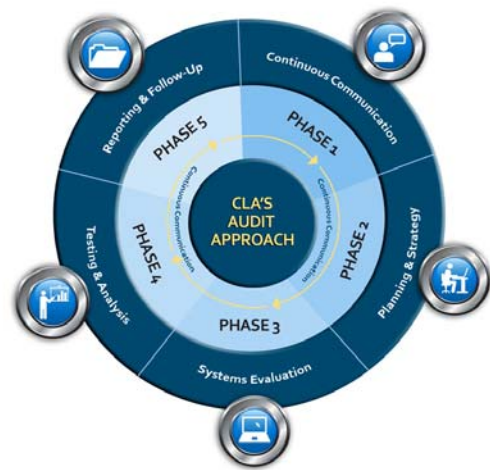 Reporting & Follow-Up
Continuous Communication
PHASE 5
PHASE 1
Continuous Communication
CLA'S
AUDIT
APPROACH
Continuous Communication
PHASE 4
PHASE 2
Testing & Analysis
Planning & Strategy
PHASE 3
Systems Evaluation